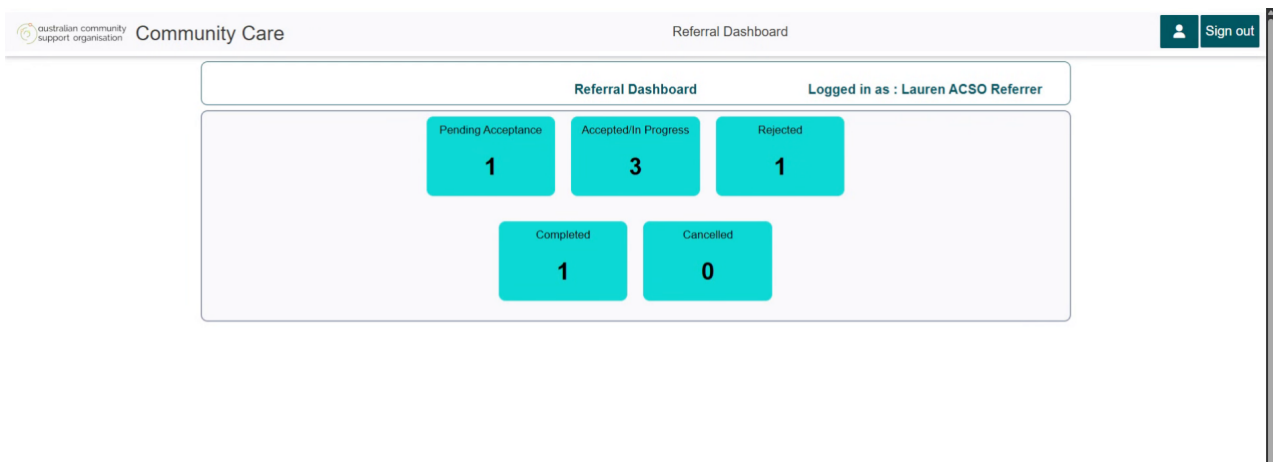 australian community
support organisation
Community Care
Referral Dashboard
Sign out
Referral Dashboard
Logged in as : Lauren ACSO Referrer
Pending Acceptance
1
Accepted/In Progress
3
Rejected
1
Completed
1
Cancelled
0